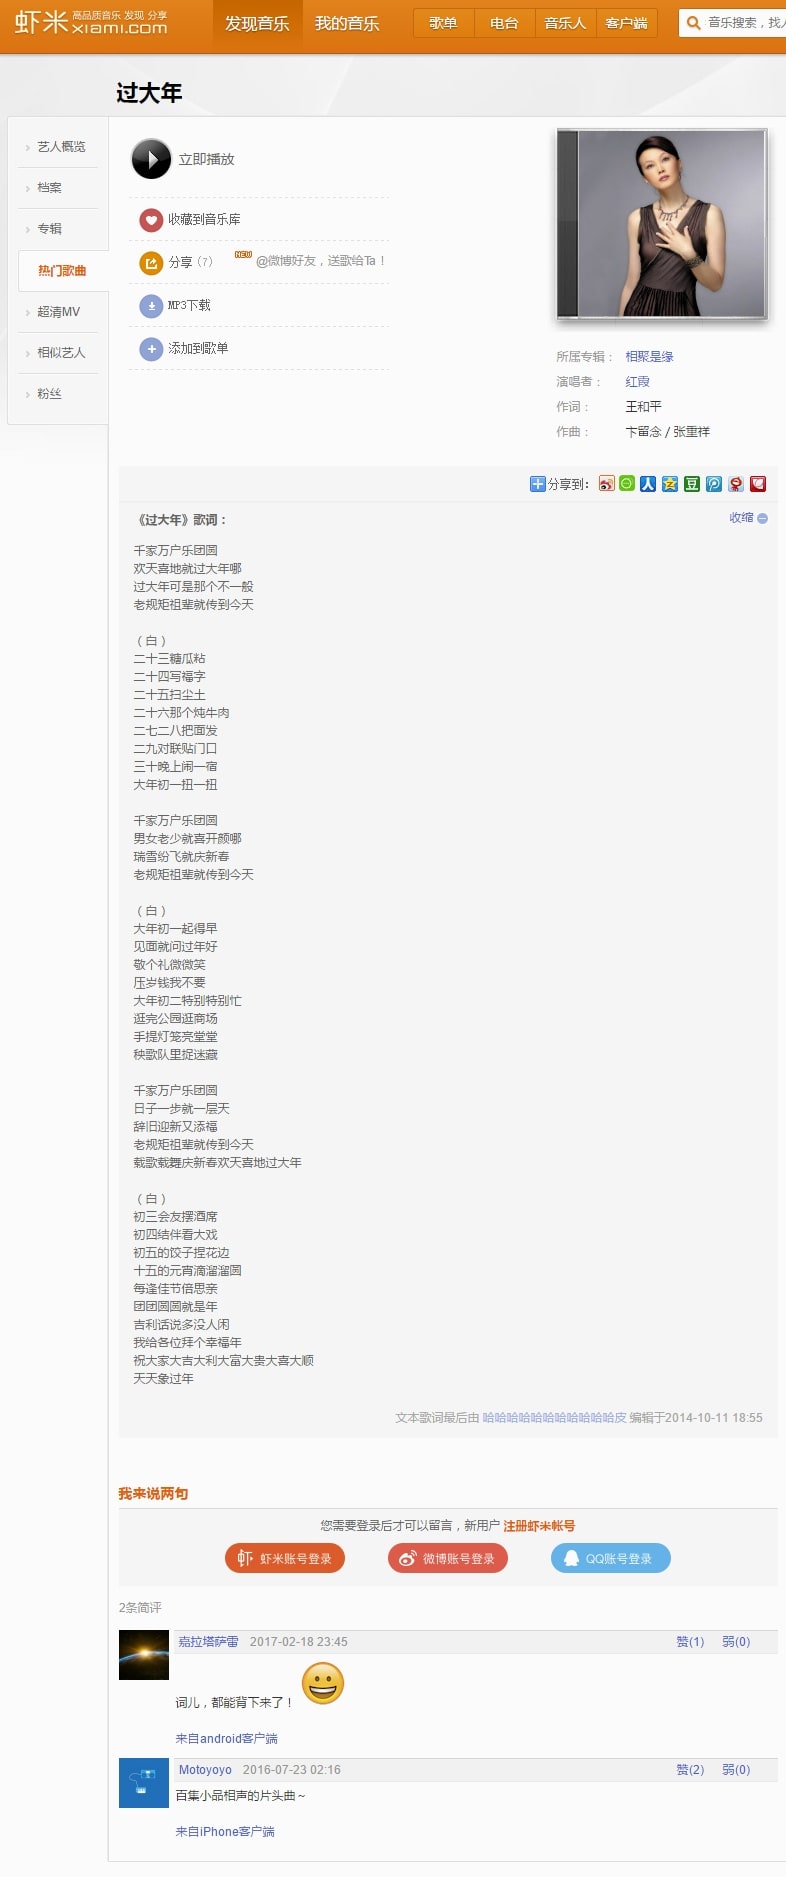 虾米 高品质音乐 发现 分享
xiami.com
发现音乐 我的音乐 歌单 电台 音乐人 客户端 音乐搜索，找人
过大年
艺人概览
档案
专辑
热门歌曲
超清MV
相似艺人
粉丝
立即播放
收藏到音乐库
分享（7） NEW @微博好友，送歌给Ta！
MP3下载
添加到歌单
所属专辑： 相聚是缘
演唱者： 红霞
作词： 王和平
作曲： 卞留念 / 张重祥
分享到：
《过大年》歌词： 收缩
千家万户乐团圆
欢天喜地就过大年哪
过大年可是那个不一般
老规矩祖辈就传到今天
（白）
二十三糖瓜粘
二十四写福字
二十五扫尘土
二十六那个炖牛肉
二七二八把面发
二九对联贴门口
三十晚上闹一宿
大年初一扭一扭
千家万户乐团圆
男女老少就喜开颜哪
瑞雪纷飞就庆新春
老规矩祖辈就传到今天
（白）
大年初一起得早
见面就问过年好
敬个礼微微笑
压岁钱我不要
大年初二特别特别忙
逛完公园逛商场
手提灯笼亮堂堂
秧歌队里捉迷藏
千家万户乐团圆
日子一步就一层天
辞旧迎新又添福
老规矩祖辈就传到今天
载歌载舞庆新春欢天喜地过大年
（白）
初三会友摆酒席
初四结伴看大戏
初五的饺子捏花边
十五的元宵滴溜溜圆
每逢佳节倍思亲
团团圆圆就是年
吉利话说多没人闲
我给各位拜个幸福年
祝大家大吉大利大富大贵大喜大顺
天天象过年
文本歌词最后由 哈哈哈哈哈哈哈哈哈哈哈皮 编辑于2014-10-11 18:55
我来说两句
您需要登录后才可以留言，新用户 注册虾米帐号
虾米账号登录 微博账号登录 QQ账号登录
2条简评
嘉拉塔萨雷 2017-02-18 23:45 赞(1) 弱(0)
词儿，都能背下来了！
来自android客户端
Motoyoyo 2016-07-23 02:16 赞(2) 弱(0)
百集小品相声的片头曲～
来自iPhone客户端